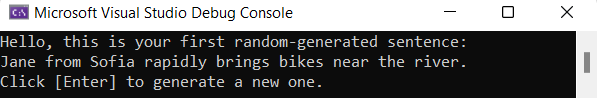 Microsoft Visual Studio Debug Console
Hello, this is your first random-generated sentence:
Jane from Sofia rapidly brings bikes near the river.
Click [Enter] to generate a new one.